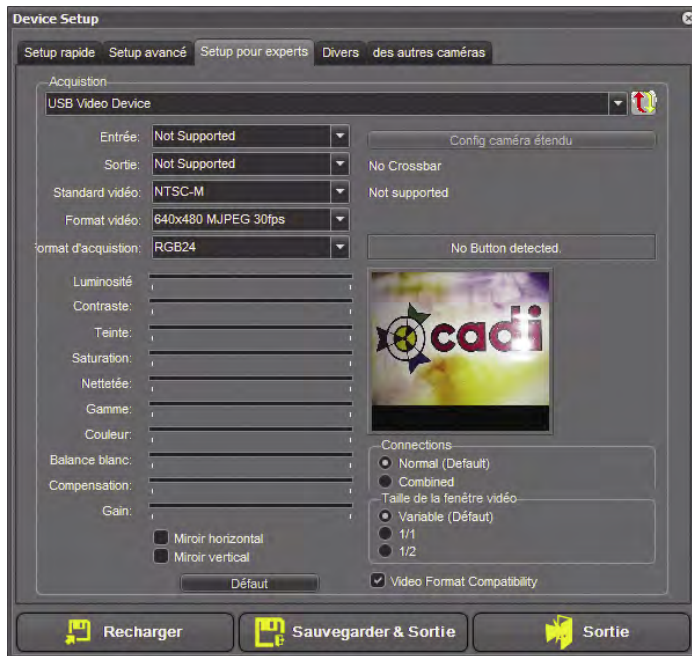 Device Setup
Setup rapide
Setup avancé
Setup pour experts
Divers
des autres caméras
Acquistion
USB Video Device
Entrée: Not Supported
Config caméra étendu
Sortie: Not Supported
No Crossbar
Standard vidéo: NTSC-M
Not supported
Format vidéo: 640x480 MJPEG 30fps
ormat d'acquistion: RGB24
No Button detected.
Luminosité
Contraste:
Teinte:
Saturation:
Nettetée:
Gamme:
Couleur:
Balance blanc:
Compensation:
Gain:
cadi
Connections
Normal (Default)
Combined
Taille de la fenêtre vidéo
Variable (Défaut)
1/1
1/2
Miroir horizontal
Miroir vertical
Défaut
Video Format Compatibility
Recharger
Sauvegarder & Sortie
Sortie